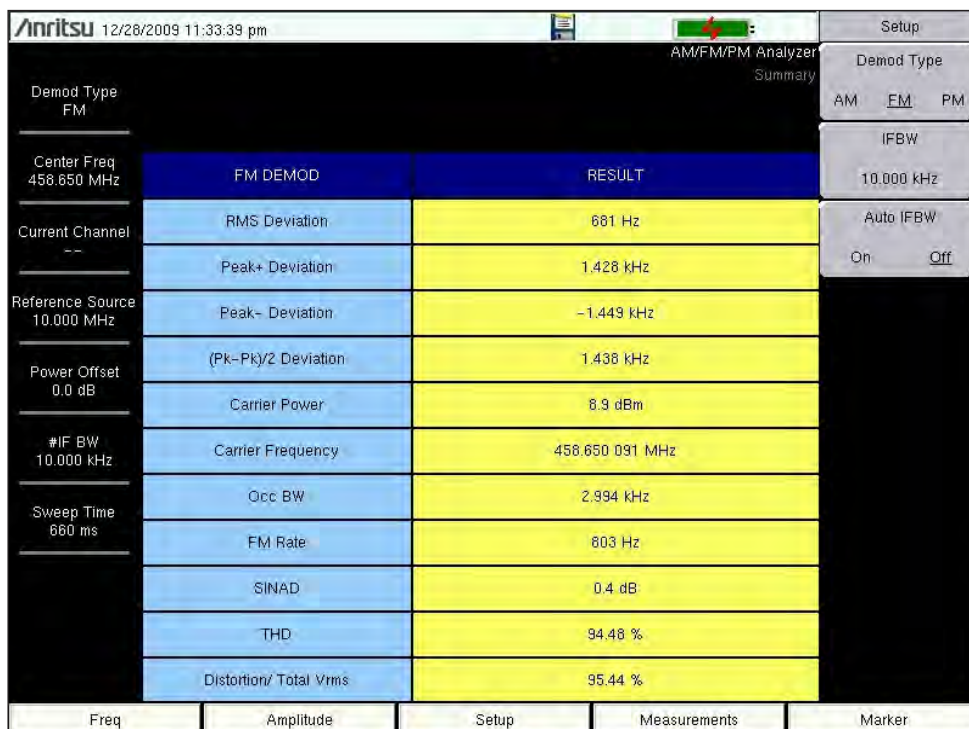 Anritsu 12/28/2009 11:33:39 pm
AM/FM/PM Analyzer
Summary
Demod Type
FM
Center Freq
458.650 MHz
Current Channel
--
Reference Source
10.000 MHz
Power Offset
0.0 dB
#IF BW
10.000 kHz
Sweep Time
660 ms
FM DEMOD RESULT
RMS Deviation 681 Hz
Peak+ Deviation 1.428 kHz
Peak- Deviation -1.449 kHz
(Pk-Pk)/2 Deviation 1.438 kHz
Carrier Power 8.9 dBm
Carrier Frequency 458.650 091 MHz
Occ BW 2.994 kHz
FM Rate 803 Hz
SINAD 0.4 dB
THD 94.48 %
Distortion/ Total Vrms 95.44 %
Setup
Demod Type
AM FM PM
IFBW
10.000 kHz
Auto IFBW
On Off
Freq Amplitude Setup Measurements Marker